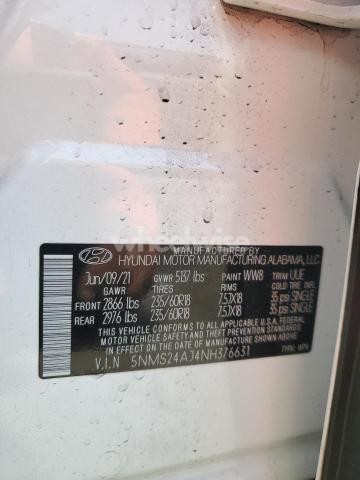 MANUFACTURED BY
HYUNDAI MOTOR MANUFACTURING ALABAMA, LLC
Jun/09/21 GVWR 5137 lbs PAINT WW8 TRIM UUE
GAWR TIRES RIMS
FRONT 2866 lbs 235/60R18 7.5JX18 35 psi SINGLE
REAR 2976 lbs 235/60R18 7.5JX18 35 psi SINGLE
THIS VEHICLE CONFORMS TO ALL APPLICABLE FEDERAL
MOTOR VEHICLE SAFETY, BUMPER, AND THEFT PREVENTION STANDARDS
IN EFFECT ON THE DATE OF MANUFACTURE SHOWN ABOVE.
V.I.N 5NMS24AJ4NH376631 TYPE: MPV